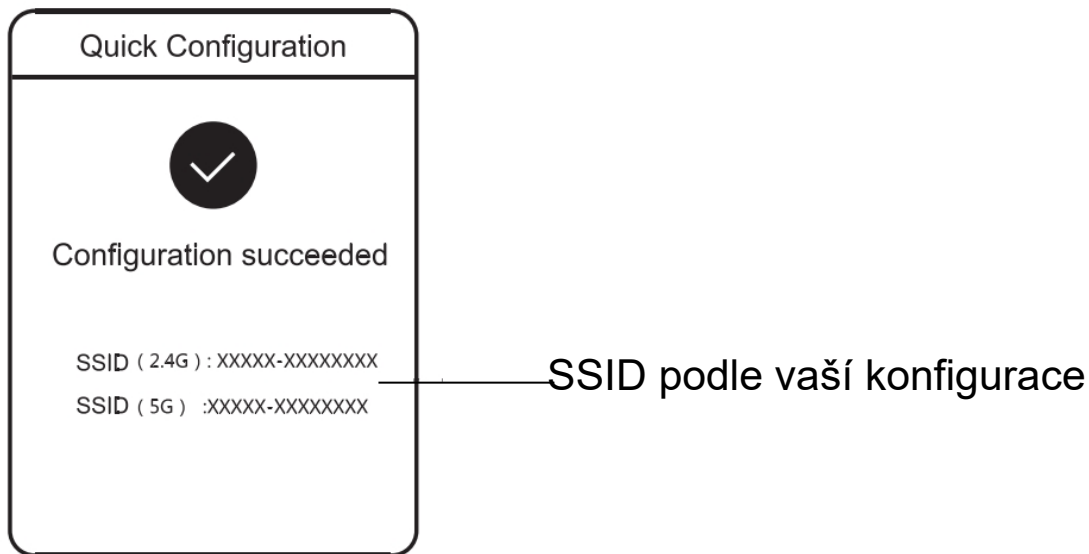 Quick Configuration
Configuration succeeded
SSID ( 2.4G ) : XXXXX-XXXXXXXX
SSID ( 5G ) :XXXXX-XXXXXXXX
SSID podle vaší konfigurace